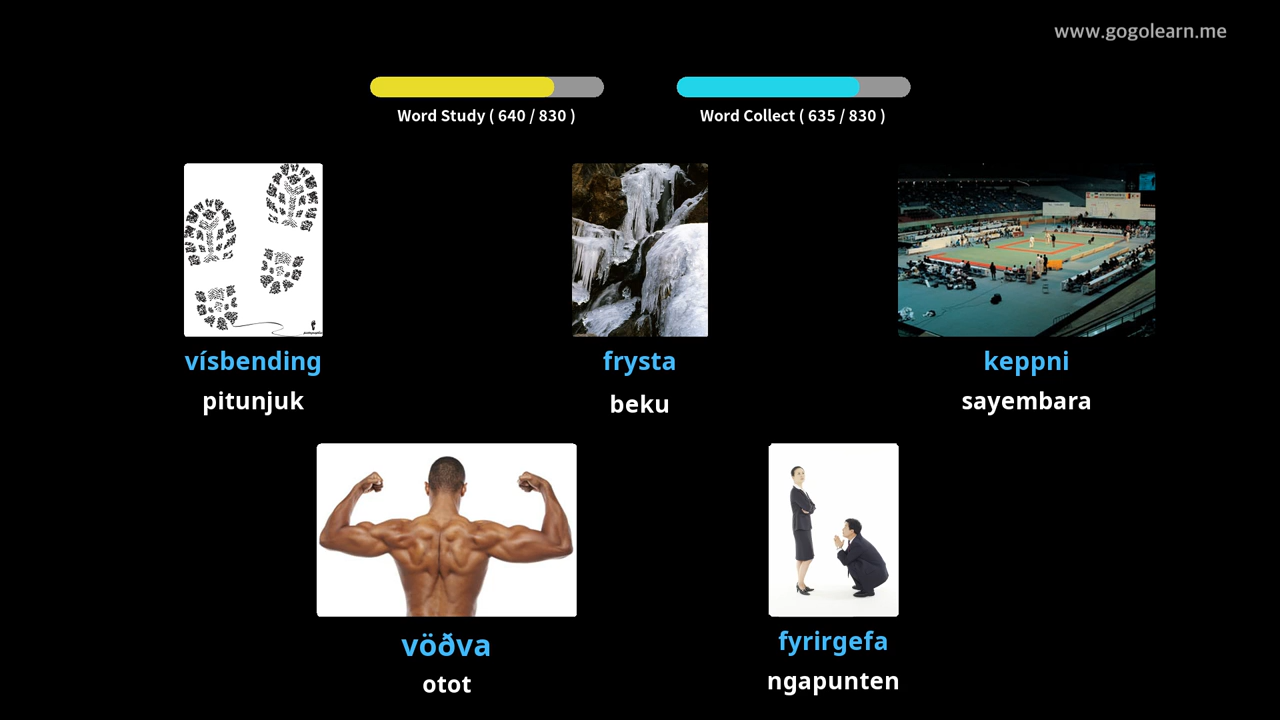 www.gogolearn.me
Word Study ( 640 / 830 )
Word Collect ( 635 / 830 )
vísbending
pitunjuk
frysta
beku
keppni
sayembara
vöðva
otot
fyrirgefa
ngapunten